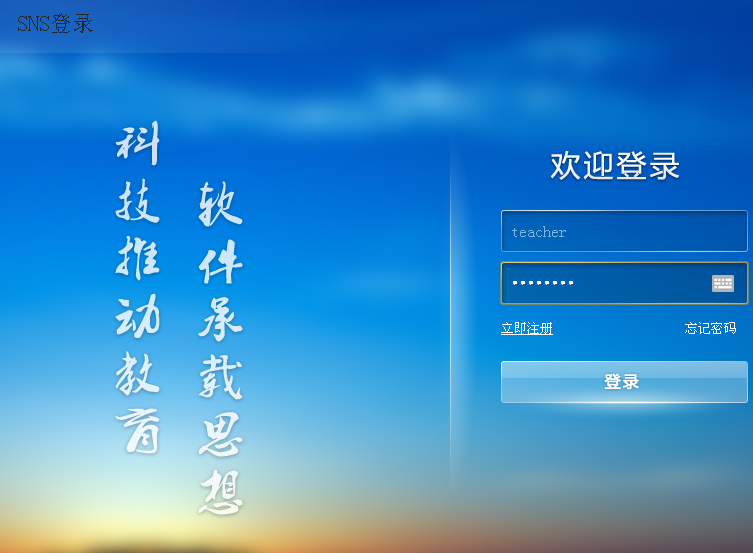 SNS登录
科技推动教育
软件承载思想
欢迎登录
teacher
立即注册 忘记密码
登录